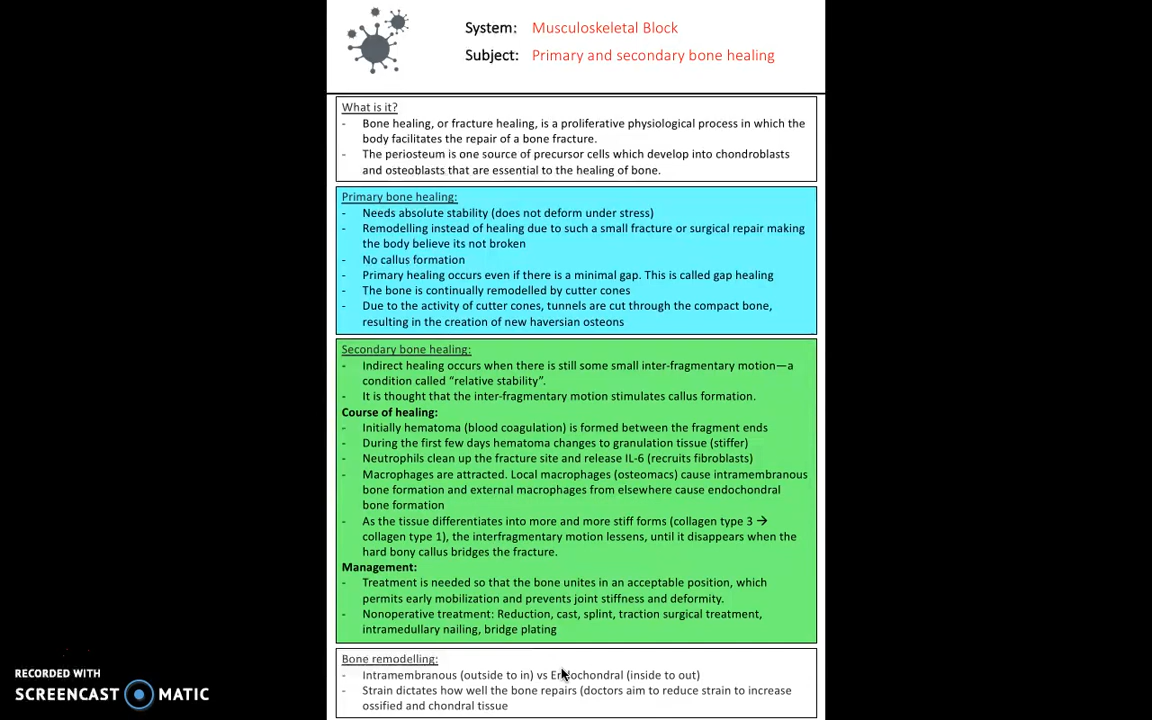 System: Musculoskeletal Block
Subject: Primary and secondary bone healing
What is it?
- Bone healing, or fracture healing, is a proliferative physiological process in which the
body facilitates the repair of a bone fracture.
- The periosteum is one source of precursor cells which develop into chondroblasts
and osteoblasts that are essential to the healing of bone.
Primary bone healing:
- Needs absolute stability (does not deform under stress)
- Remodelling instead of healing due to such a small fracture or surgical repair making
the body believe its not broken
- No callus formation
- Primary healing occurs even if there is a minimal gap. This is called gap healing
- The bone is continually remodelled by cutter cones
- Due to the activity of cutter cones, tunnels are cut through the compact bone,
resulting in the creation of new haversian osteons
Secondary bone healing:
- Indirect healing occurs when there is still some small inter-fragmentary motion—a
condition called “relative stability”.
- It is thought that the inter-fragmentary motion stimulates callus formation.
Course of healing:
- Initially hematoma (blood coagulation) is formed between the fragment ends
- During the first few days hematoma changes to granulation tissue (stiffer)
- Neutrophils clean up the fracture site and release IL-6 (recruits fibroblasts)
- Macrophages are attracted. Local macrophages (osteomacs) cause intramembranous
bone formation and external macrophages from elsewhere cause endochondral
bone formation
- As the tissue differentiates into more and more stiff forms (collagen type 3 →
collagen type 1), the interfragmentary motion lessens, until it disappears when the
hard bony callus bridges the fracture.
Management:
- Treatment is needed so that the bone unites in an acceptable position, which
permits early mobilization and prevents joint stiffness and deformity.
- Nonoperative treatment: Reduction, cast, splint, traction surgical treatment,
intramedullary nailing, bridge plating
Bone remodelling:
- Intramembranous (outside to in) vs Endochondral (inside to out)
- Strain dictates how well the bone repairs (doctors aim to reduce strain to increase
ossified and chondral tissue
RECORDED WITH
SCREENCAST MATIC